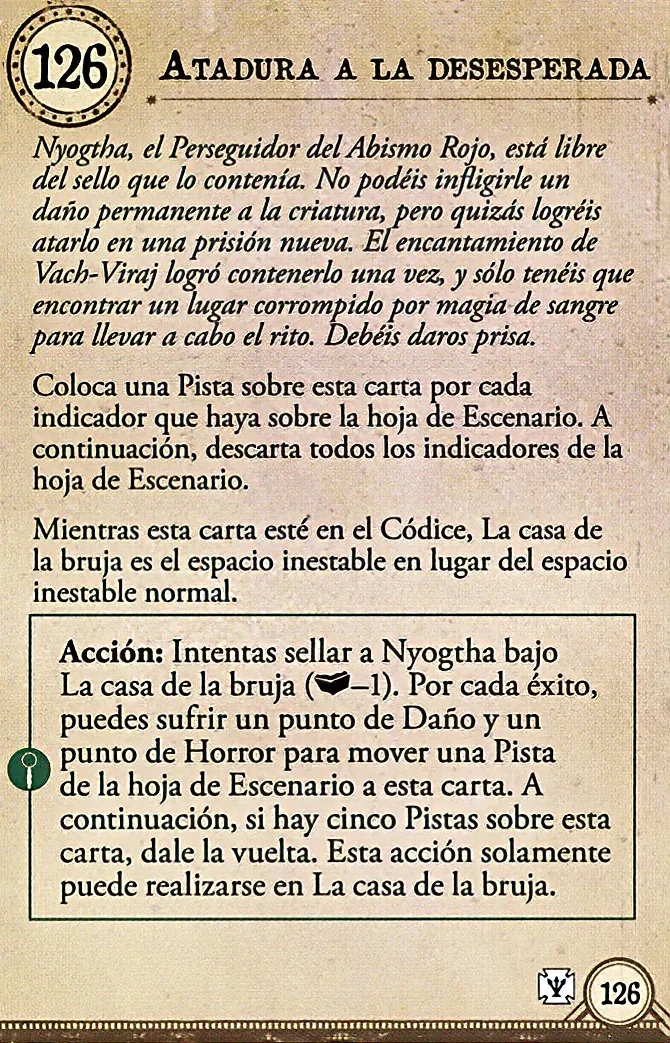 126
ATADURA A LA DESESPERADA
Nyogtha, el Perseguidor del Abismo Rojo, está libre
del sello que lo contenía. No podéis infligirle un
daño permanente a la criatura, pero quizás logréis
atarlo en una prisión nueva. El encantamiento de
Vach-Viraj logró contenerlo una vez, y sólo tenéis que
encontrar un lugar corrompido por magia de sangre
para llevar a cabo el rito. Debéis daros prisa.
Coloca una Pista sobre esta carta por cada
indicador que haya sobre la hoja de Escenario. A
continuación, descarta todos los indicadores de la
hoja de Escenario.
Mientras esta carta esté en el Códice, La casa de
la bruja es el espacio inestable en lugar del espacio
inestable normal.
Acción: Intentas sellar a Nyogtha bajo
La casa de la bruja (–1). Por cada éxito,
puedes sufrir un punto de Daño y un
punto de Horror para mover una Pista
de la hoja de Escenario a esta carta. A
continuación, si hay cinco Pistas sobre esta
carta, dale la vuelta. Esta acción solamente
puede realizarse en La casa de la bruja.
126